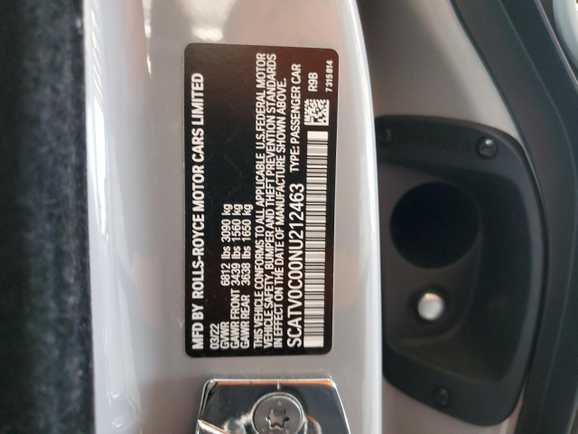 MFD BY ROLLS-ROYCE MOTOR CARS LIMITED
03/22
GVWR 6812 lbs 3090 kg
GAWR FRONT 3439 lbs 1560 kg
GAWR REAR 3638 lbs 1650 kg
THIS VEHICLE CONFORMS TO ALL APPLICABLE U.S.FEDERAL MOTOR
VEHICLE SAFETY, BUMPER, AND THEFT PREVENTION STANDARDS
IN EFFECT ON THE DATE OF MANUFACTURE SHOWN ABOVE.
SCATV0C00NU212463 TYPE: PASSENGER CAR
R9B
7 315 814